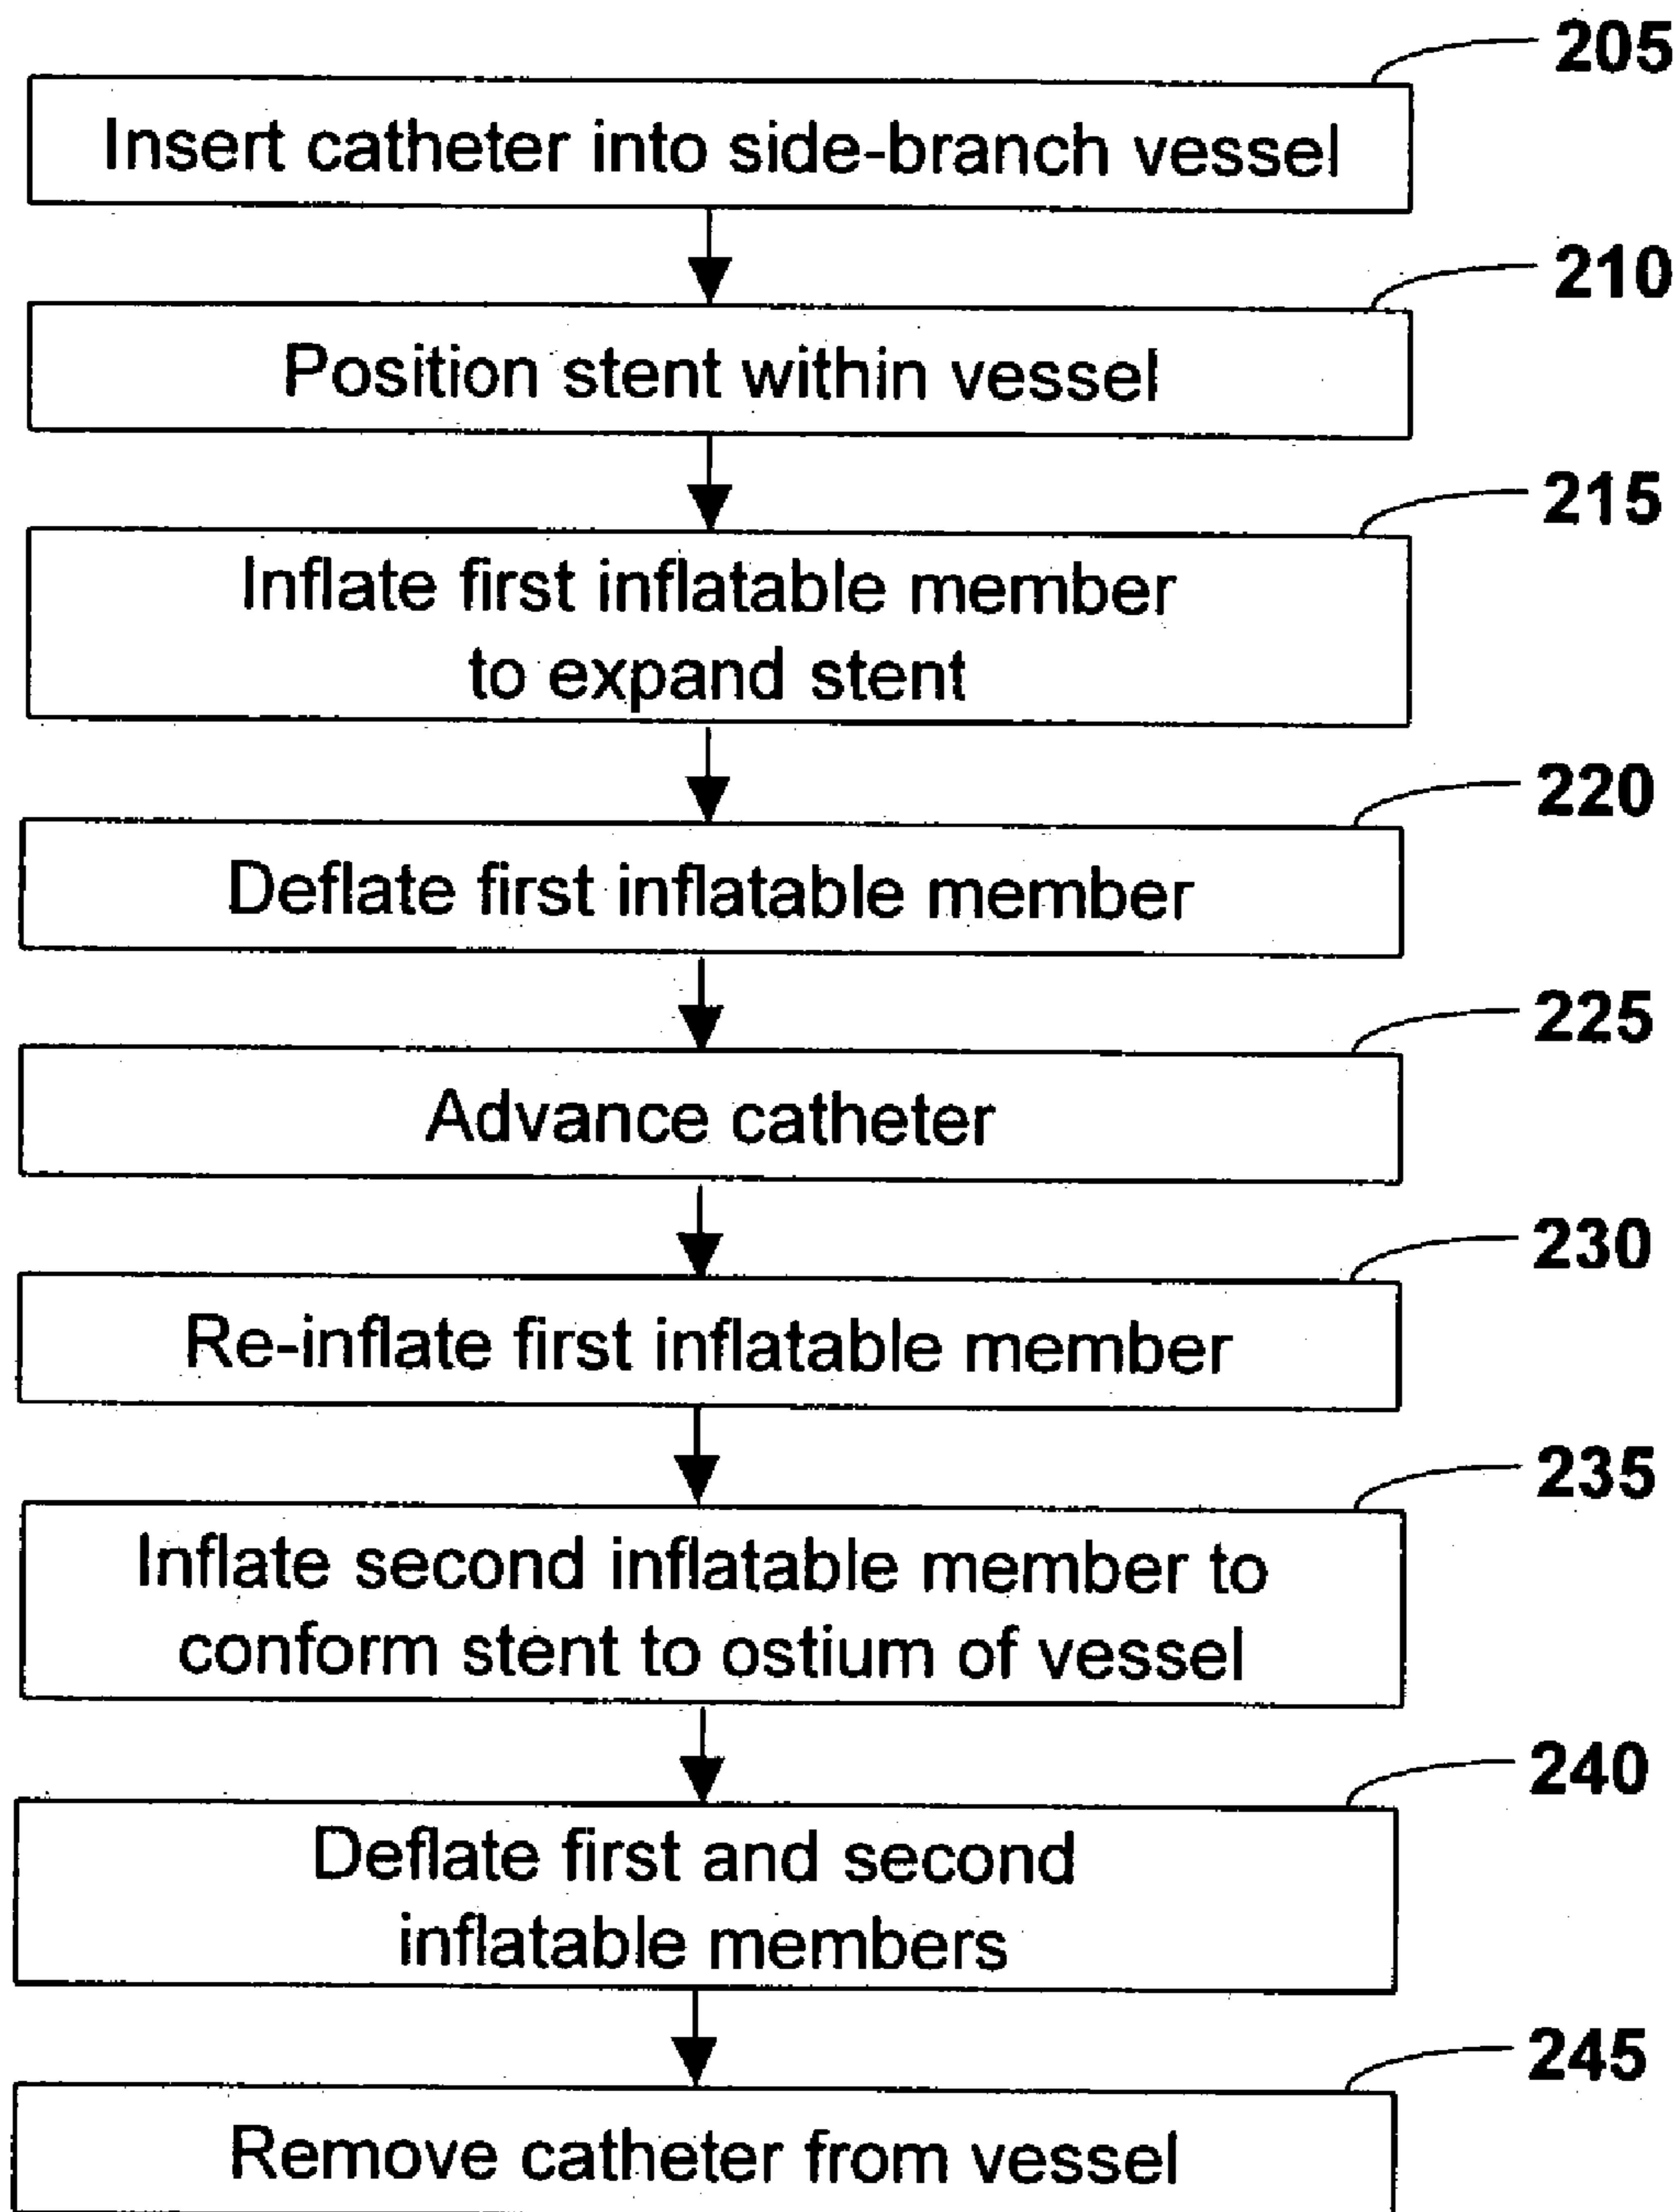 205
Insert catheter into side-branch vessel
210
Position stent within vessel
215
Inflate first inflatable member
to expand stent
220
Deflate first inflatable member
225
Advance catheter
230
Re-inflate first inflatable member
235
Inflate second inflatable member to
conform stent to ostium of vessel
240
Deflate first and second
inflatable members
245
Remove catheter from vessel